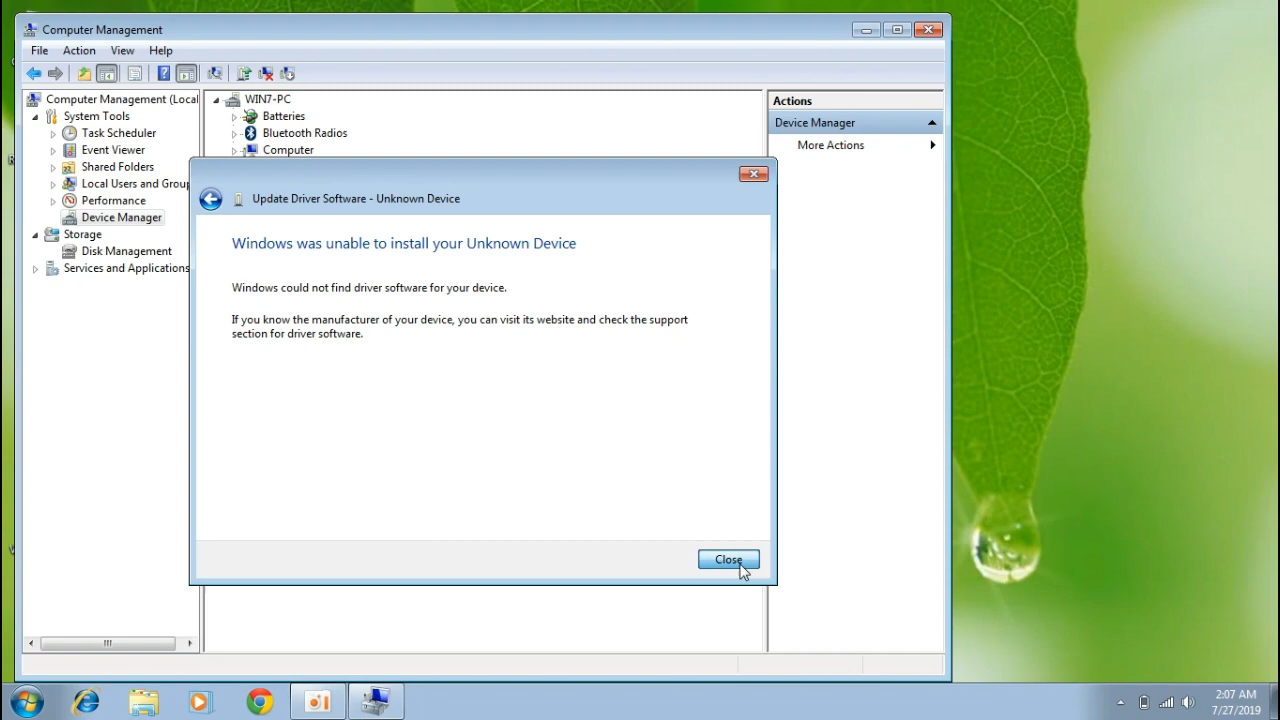 Computer Management
File Action View Help
Computer Management (Local
System Tools
Task Scheduler
Event Viewer
Shared Folders
Local Users and Group
Performance
Device Manager
Storage
Disk Management
Services and Applications
WIN7-PC
Batteries
Bluetooth Radios
Computer
Actions
Device Manager
More Actions
Update Driver Software - Unknown Device
Windows was unable to install your Unknown Device
Windows could not find driver software for your device.
If you know the manufacturer of your device, you can visit its website and check the support
section for driver software.
Close
2:07 AM
7/27/2019